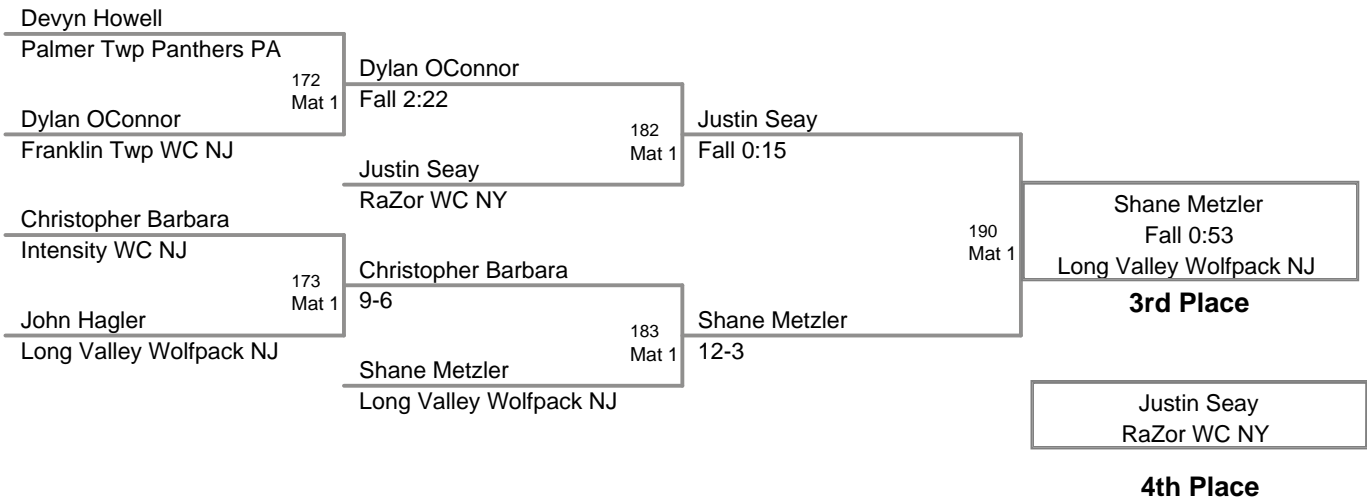 Devyn Howell
Palmer Twp Panthers PA
172
Mat 1
Dylan OConnor
Franklin Twp WC NJ
Dylan OConnor
Fall 2:22
182
Mat 1
Justin Seay
RaZor WC NY
Justin Seay
Fall 0:15
Christopher Barbara
Intensity WC NJ
173
Mat 1
John Hagler
Long Valley Wolfpack NJ
Christopher Barbara
9-6
183
Mat 1
Shane Metzler
Long Valley Wolfpack NJ
Shane Metzler
12-3
190
Mat 1
Shane Metzler
Fall 0:53
Long Valley Wolfpack NJ
3rd Place
Justin Seay
RaZor WC NY
4th Place